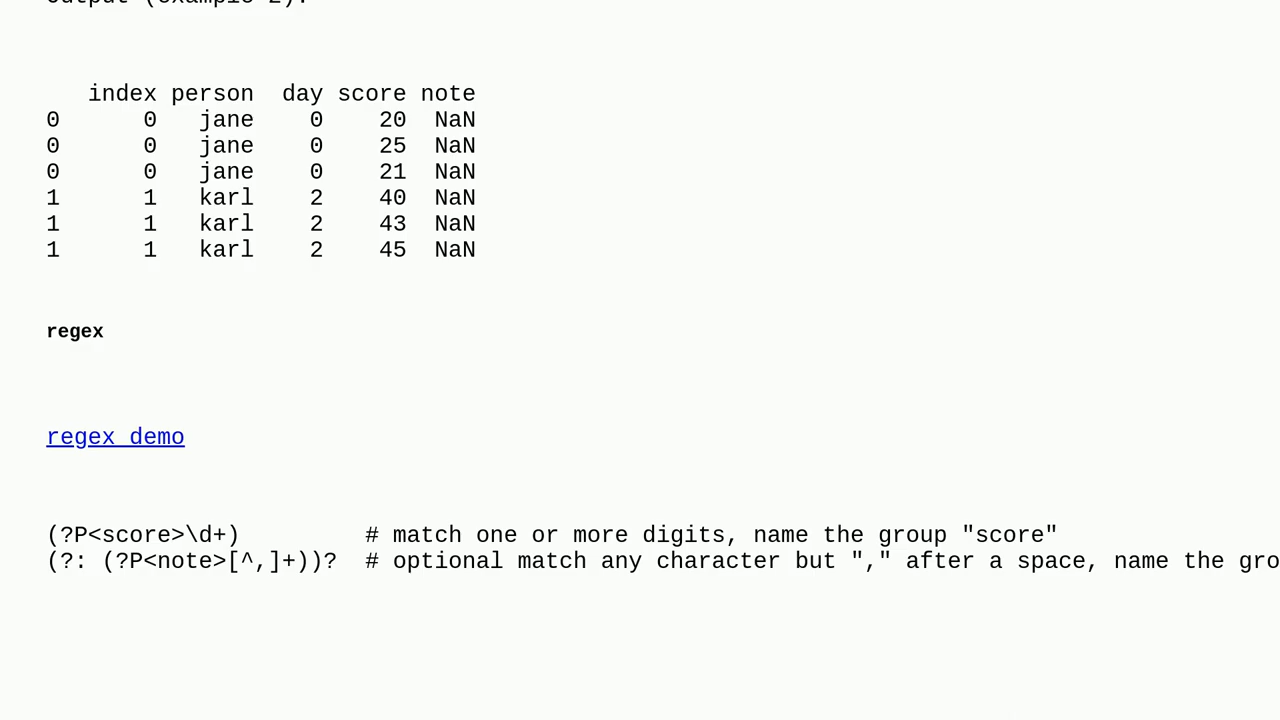 output (example 2):
   index person  day score note
0      0   jane    0    20  NaN
0      0   jane    0    25  NaN
0      0   jane    0    21  NaN
1      1   karl    2    40  NaN
1      1   karl    2    43  NaN
1      1   karl    2    45  NaN
regex
regex demo
(?P<score>\d+)         # match one or more digits, name the group "score"
(?: (?P<note>[^,]+))?  # optional match any character but "," after a space, name the gro